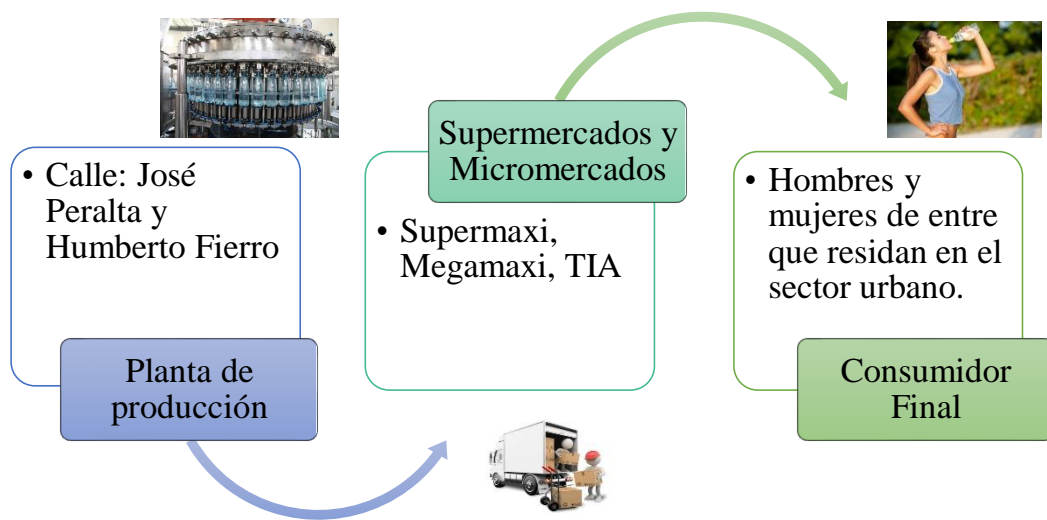 • Calle: José
Peralta y
Humberto Fierro
Planta de
producción
Supermercados y
Micromercados
• Supermaxi,
Megamaxi, TIA
• Hombres y
mujeres de entre
que residan en el
sector urbano.
Consumidor
Final